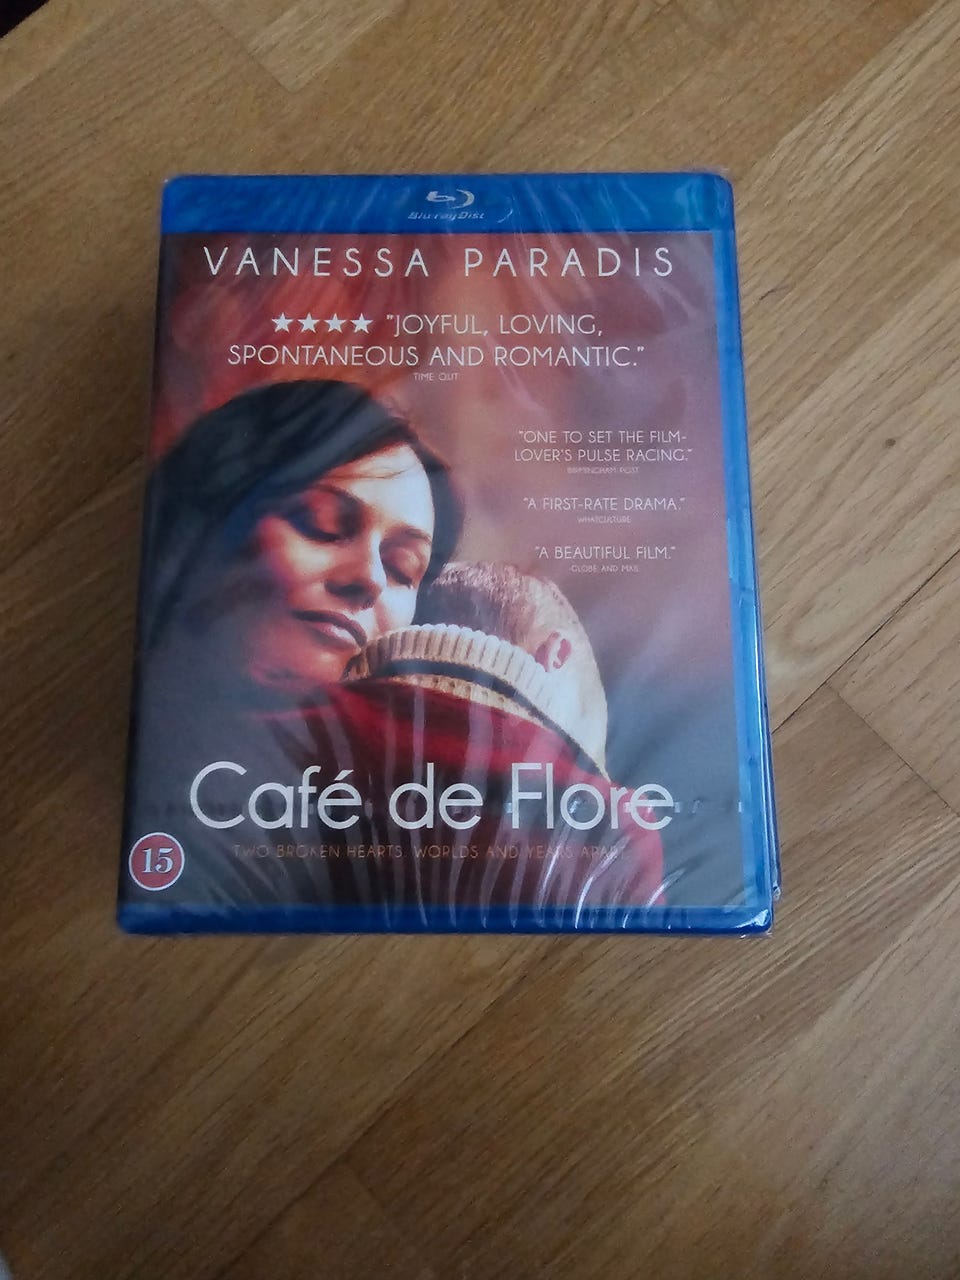 Blu-ray Disc
VANESSA PARADIS
★★★★ "JOYFUL, LOVING,
SPONTANEOUS AND ROMANTIC."
TIME OUT
"ONE TO SET THE FILM-
LOVER'S PULSE RACING."
BIRMINGHAM POST
"A FIRST-RATE DRAMA."
WHATCULTURE
"A BEAUTIFUL FILM."
GLOBE AND MAIL
Café de Flore
TWO BROKEN HEARTS. WORLDS AND YEARS APART.
15